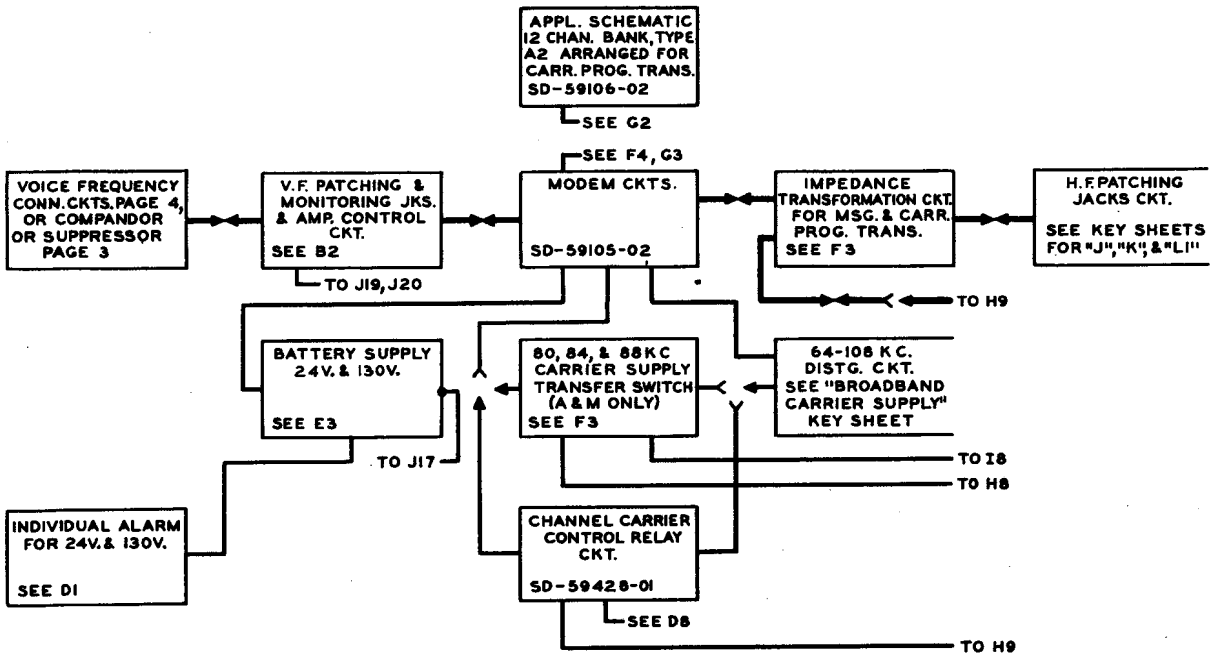 APPL. SCHEMATIC
12 CHAN. BANK, TYPE
A2 ARRANGED FOR
CARR. PROG. TRANS.
SD-59106-02
SEE G2
SEE F4, G3
VOICE FREQUENCY
CONN. CKTS. PAGE 4,
OR COMPANDOR
OR SUPPRESSOR
PAGE 3
V.F. PATCHING &
MONITORING JKS.
& AMP. CONTROL
CKT.
SEE B2
TO J19, J20
MODEM CKTS.
SD-59105-02
IMPEDANCE
TRANSFORMATION CKT.
FOR MSG. & CARR.
PROG. TRANS.
SEE F3
H.F. PATCHING
JACKS CKT.
SEE KEY SHEETS
FOR "J", "K", & "L1"
TO H9
BATTERY SUPPLY
24V. & 130V.
SEE E3
TO J17
80, 84, & 88KC
CARRIER SUPPLY
TRANSFER SWITCH
(A & M ONLY)
SEE F3
64-108 KC.
DISTG. CKT.
SEE "BROADBAND
CARRIER SUPPLY"
KEY SHEET
TO I8
TO H8
INDIVIDUAL ALARM
FOR 24V. & 130V.
SEE D1
CHANNEL CARRIER
CONTROL RELAY
CKT.
SD-59428-01
SEE D8
TO H9